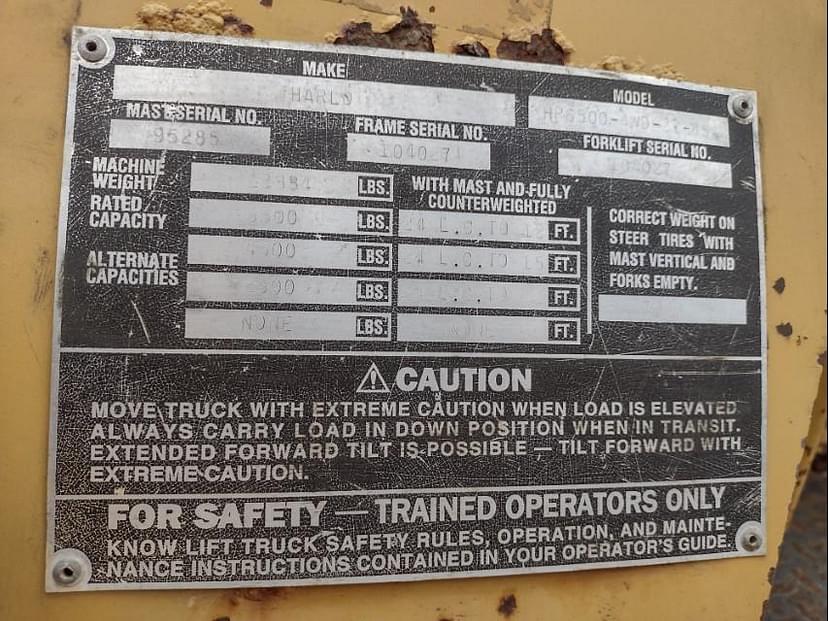 MAKE
HARLO
MODEL
MAST SERIAL NO.
95285
FRAME SERIAL NO.
FORKLIFT SERIAL NO.
MACHINE
WEIGHT
LBS.
WITH MAST AND FULLY
COUNTERWEIGHTED
RATED
CAPACITY
LBS.
FT.
ALTERNATE
CAPACITIES
LBS.
FT.
LBS.
FT.
NONE LBS.
NONE FT.
CORRECT WEIGHT ON
STEER TIRES WITH
MAST VERTICAL AND
FORKS EMPTY.
⚠ CAUTION
MOVE TRUCK WITH EXTREME CAUTION WHEN LOAD IS ELEVATED
ALWAYS CARRY LOAD IN DOWN POSITION WHEN IN TRANSIT.
EXTENDED FORWARD TILT IS POSSIBLE — TILT FORWARD WITH
EXTREME CAUTION.
FOR SAFETY — TRAINED OPERATORS ONLY
KNOW LIFT TRUCK SAFETY RULES, OPERATION, AND MAINTE-
NANCE INSTRUCTIONS CONTAINED IN YOUR OPERATOR'S GUIDE.